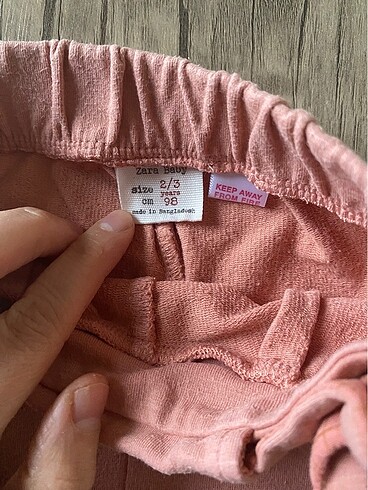 Zara Baby
size 2/3
years
cm 98
made in Bangladesh
KEEP AWAY
FROM FIRE